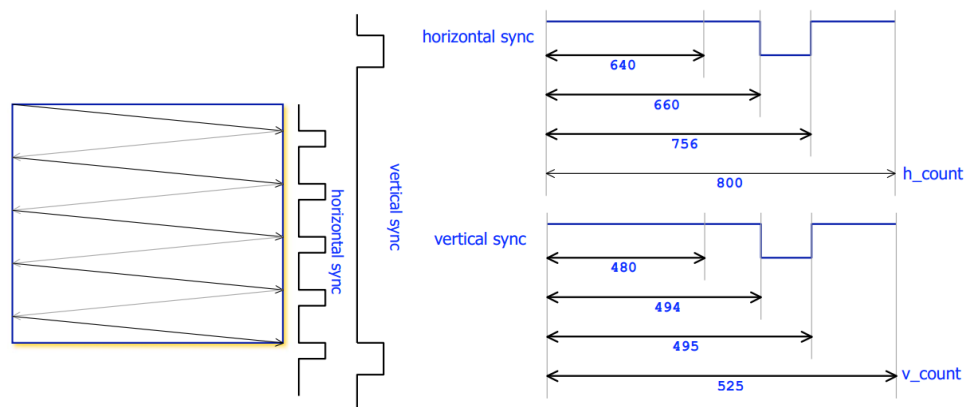 horizontal sync
vertical sync
horizontal sync
640
660
756
800
h_count
vertical sync
480
494
495
525
v_count